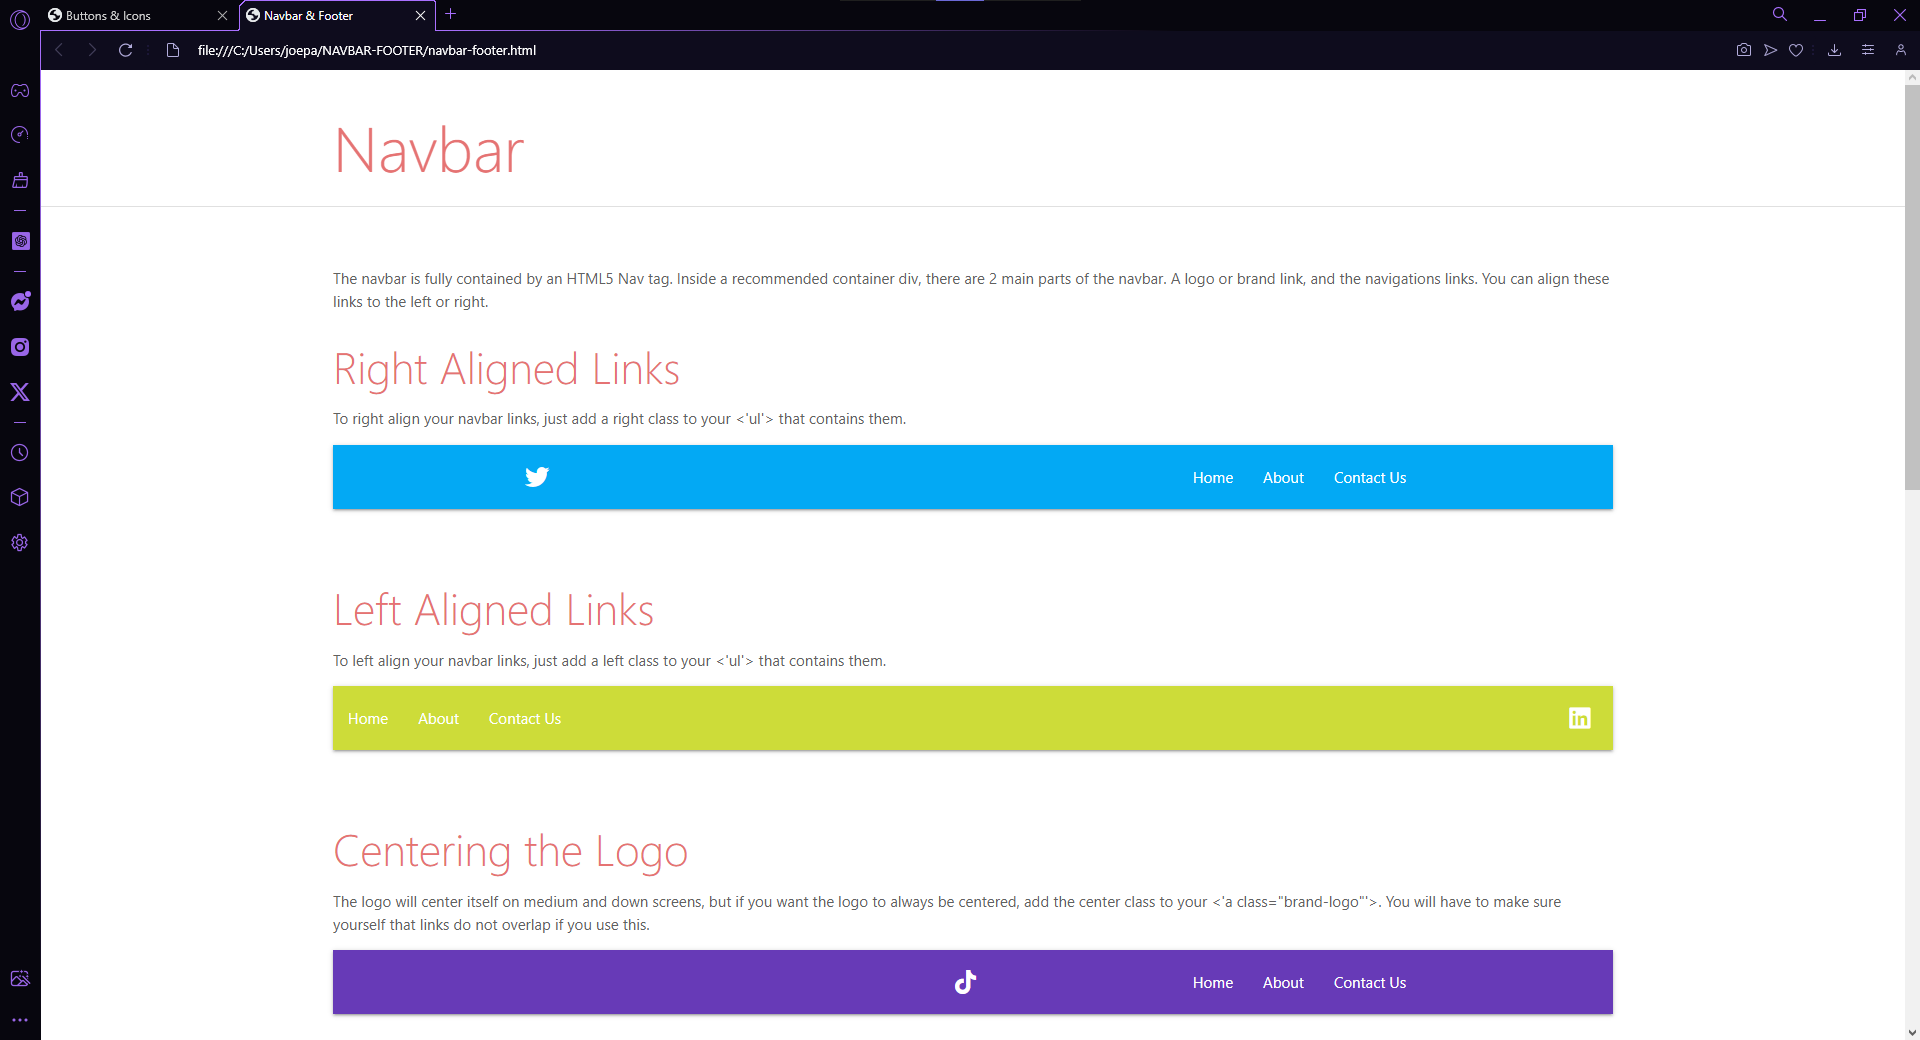 Buttons & Icons
Navbar & Footer
file:///C:/Users/joepa/NAVBAR-FOOTER/navbar-footer.html
Navbar
The navbar is fully contained by an HTML5 Nav tag. Inside a recommended container div, there are 2 main parts of the navbar. A logo or brand link, and the navigations links. You can align these
links to the left or right.
Right Aligned Links
To right align your navbar links, just add a right class to your <'ul'> that contains them.
Home About Contact Us
Left Aligned Links
To left align your navbar links, just add a left class to your <'ul'> that contains them.
Home About Contact Us
Centering the Logo
The logo will center itself on medium and down screens, but if you want the logo to always be centered, add the center class to your <'a class="brand-logo"'>. You will have to make sure
yourself that links do not overlap if you use this.
Home About Contact Us